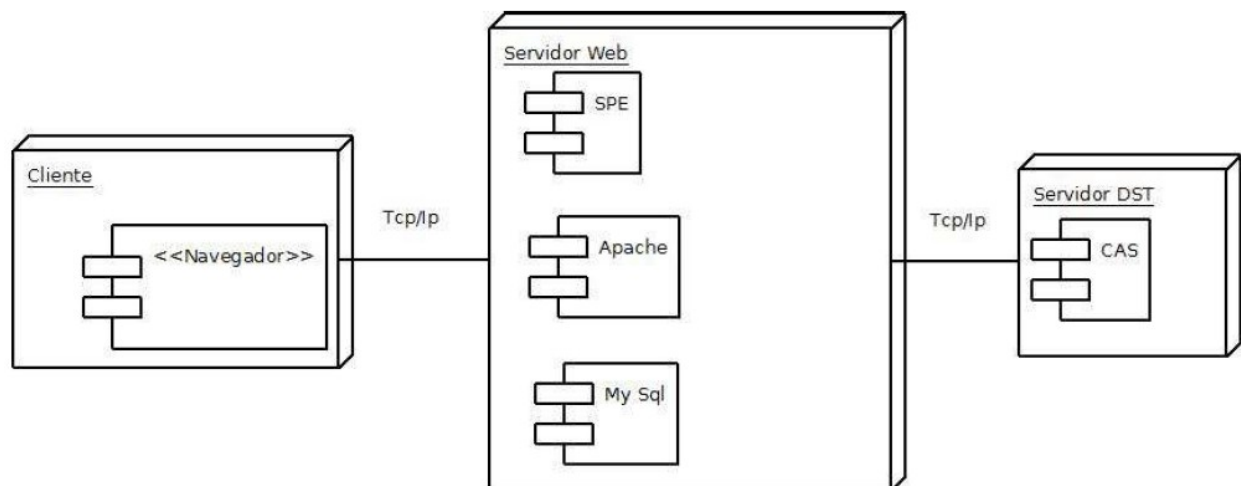 Cliente
<<Navegador>>
Tcp/Ip
Servidor Web
SPE
Apache
My Sql
Tcp/Ip
Servidor DST
CAS